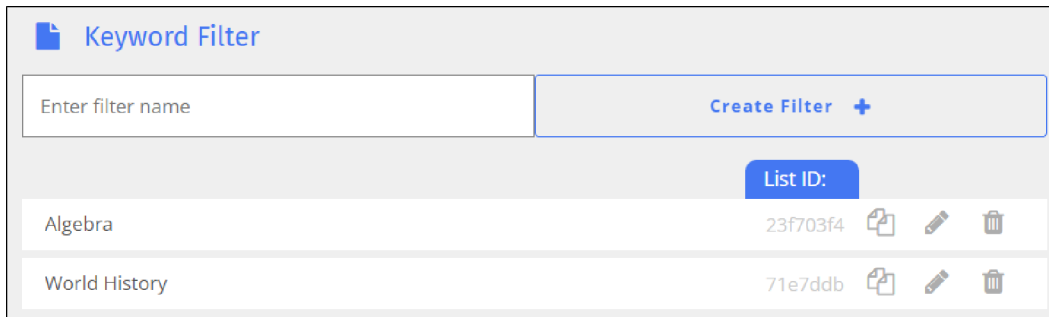 Keyword Filter
Enter filter name
Create Filter
List ID:
Algebra 23f703f4
World History 71e7ddb